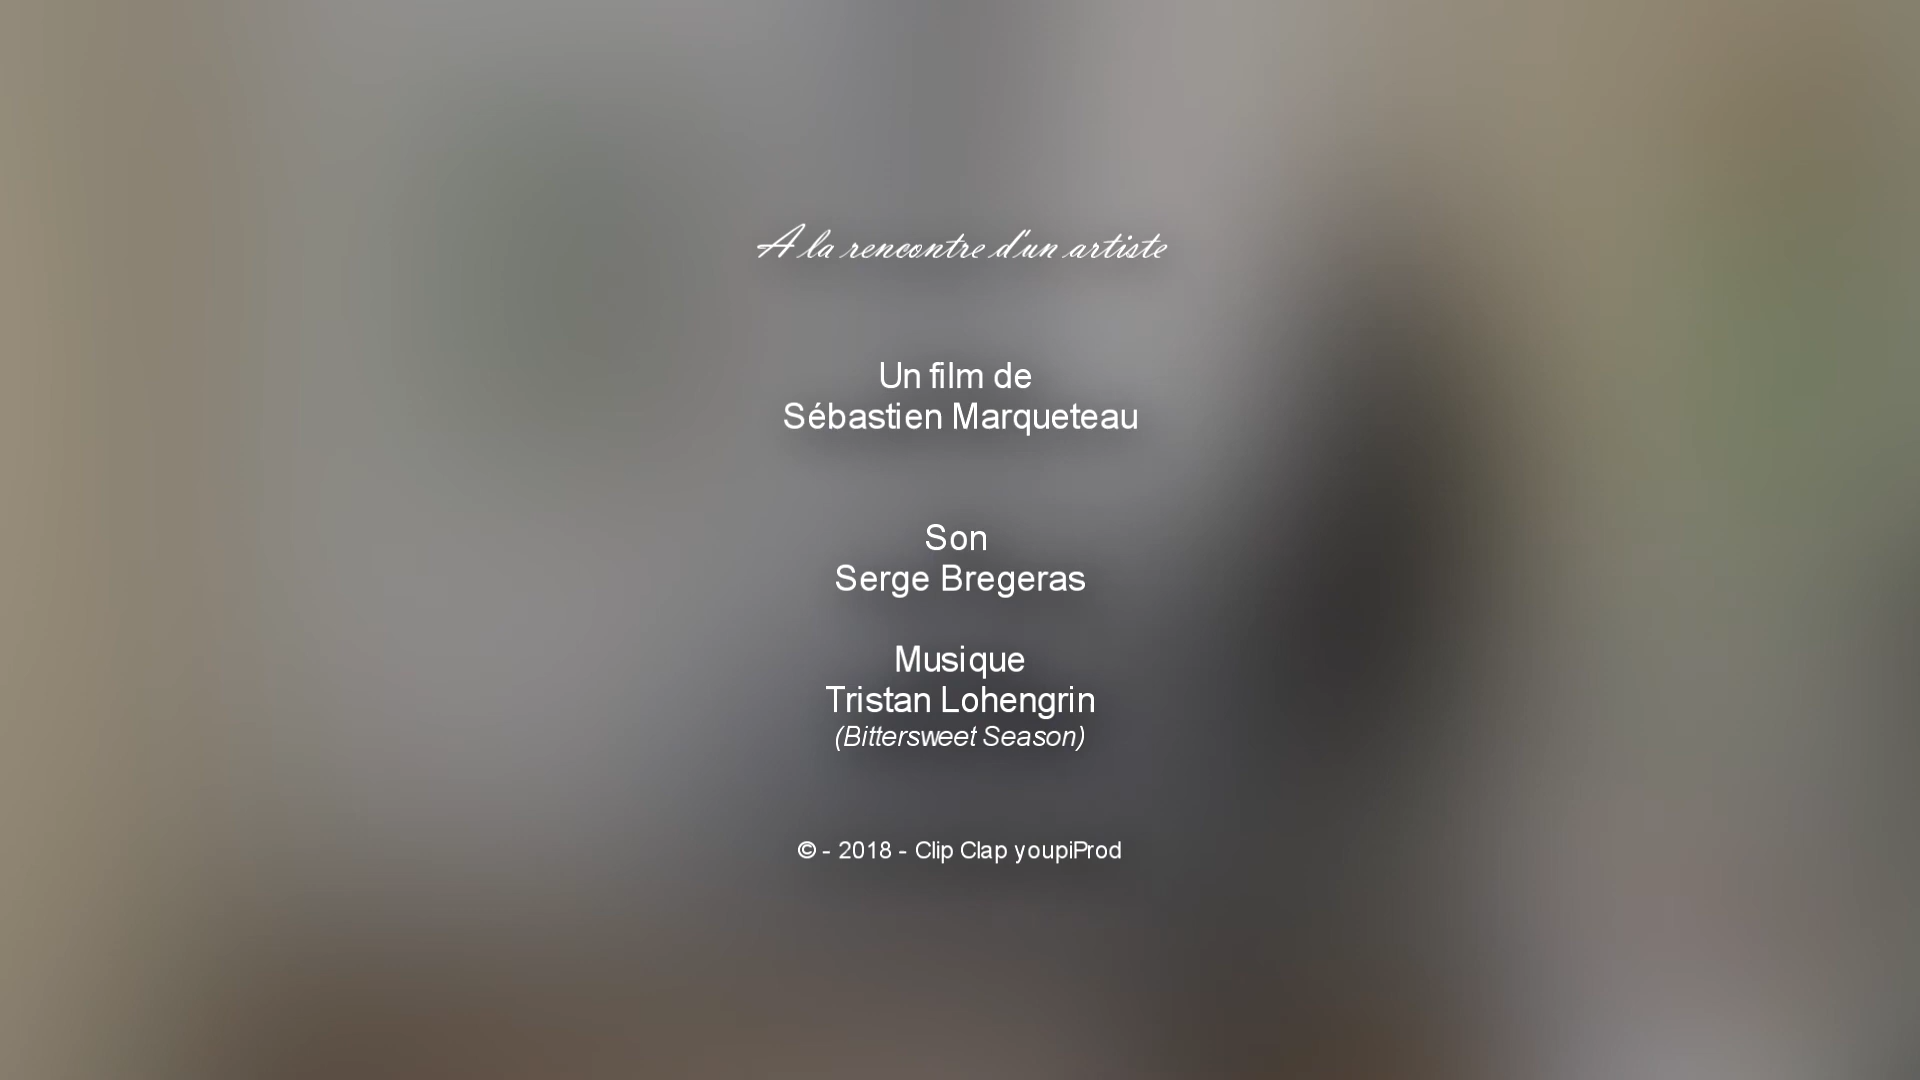 A la rencontre d'un artiste
Un film de
Sébastien Marqueteau
Son
Serge Bregeras
Musique
Tristan Lohengrin
(Bittersweet Season)
© - 2018 - Clip Clap youpiProd